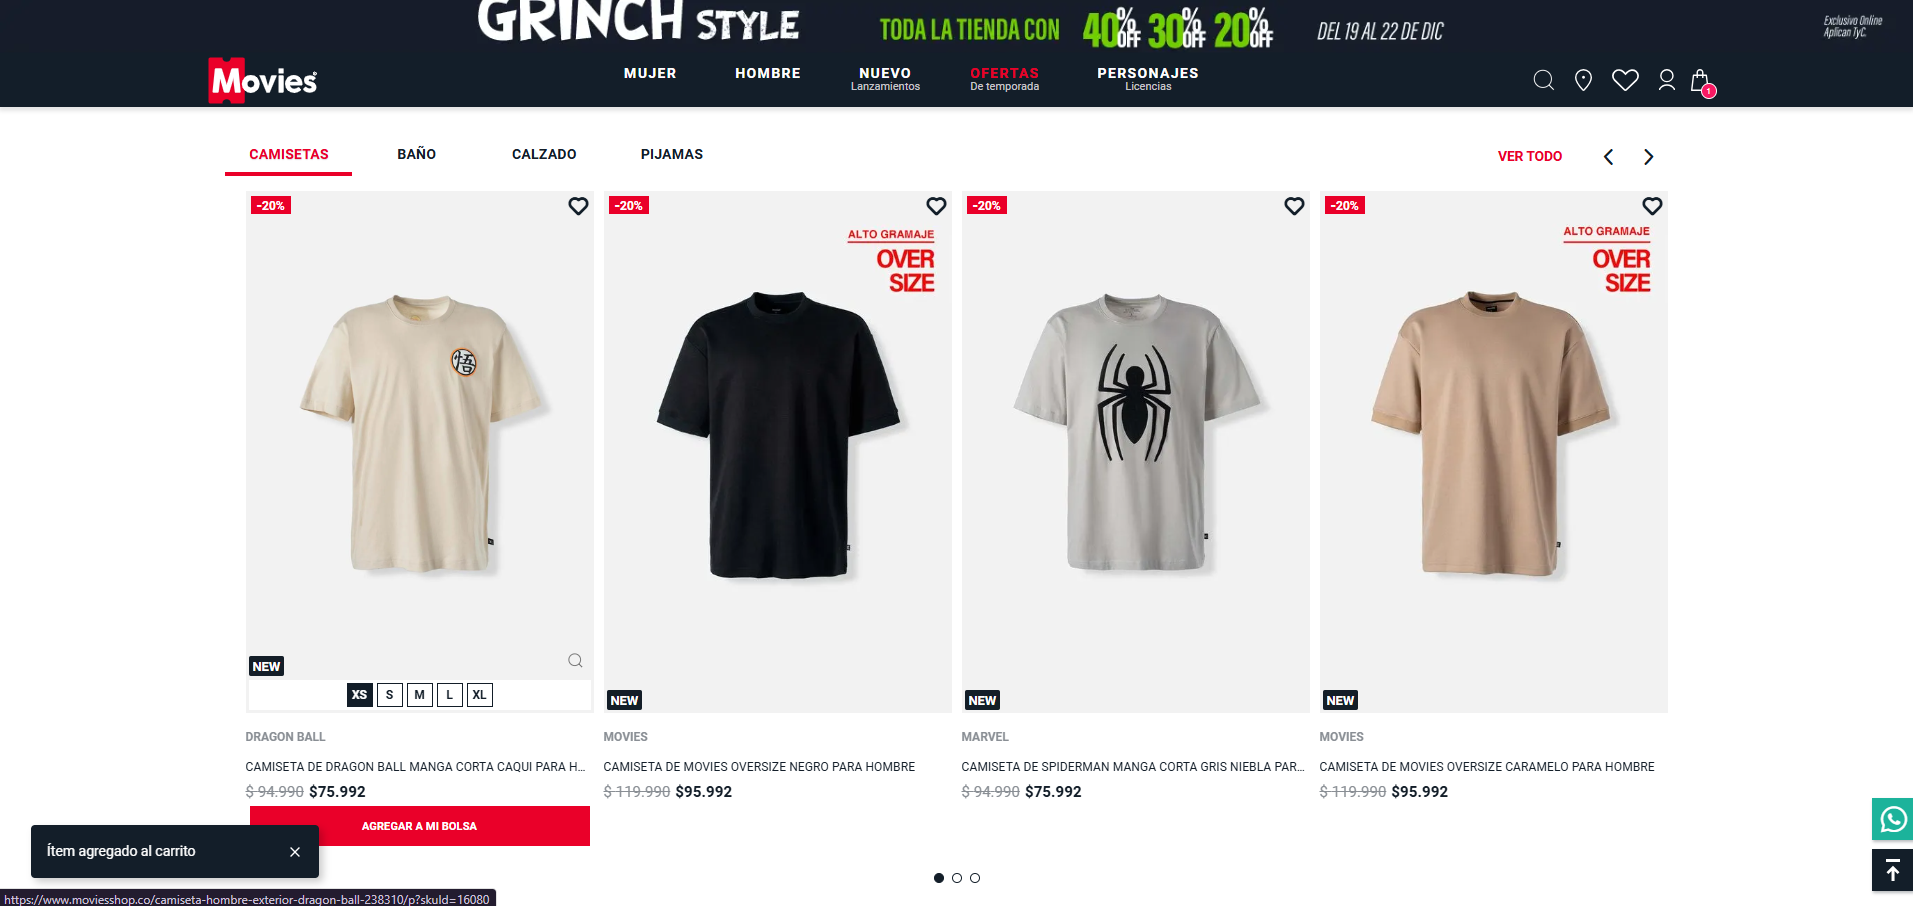 GRINCH STYLE
TODA LA TIENDA CON 40% OFF 30% OFF 20% OFF
DEL 19 AL 22 DE DIC
Exclusivo Online
Aplican TyC.
Movies
MUJER
HOMBRE
NUEVO
Lanzamientos
OFERTAS
De temporada
PERSONAJES
Licencias
1
CAMISETAS
BAÑO
CALZADO
PIJAMAS
VER TODO
-20%
悟
NEW
XS S M L XL
DRAGON BALL
CAMISETA DE DRAGON BALL MANGA CORTA CAQUI PARA H...
$ 94.990 $75.992
AGREGAR A MI BOLSA
-20%
ALTO GRAMAJE
OVER
SIZE
NEW
MOVIES
CAMISETA DE MOVIES OVERSIZE NEGRO PARA HOMBRE
$ 119.990 $95.992
-20%
NEW
MARVEL
CAMISETA DE SPIDERMAN MANGA CORTA GRIS NIEBLA PAR...
$ 94.990 $75.992
-20%
ALTO GRAMAJE
OVER
SIZE
NEW
MOVIES
CAMISETA DE MOVIES OVERSIZE CARAMELO PARA HOMBRE
$ 119.990 $95.992
Ítem agregado al carrito
https://www.moviesshop.co/camiseta-hombre-exterior-dragon-ball-238310/p?skuId=16080